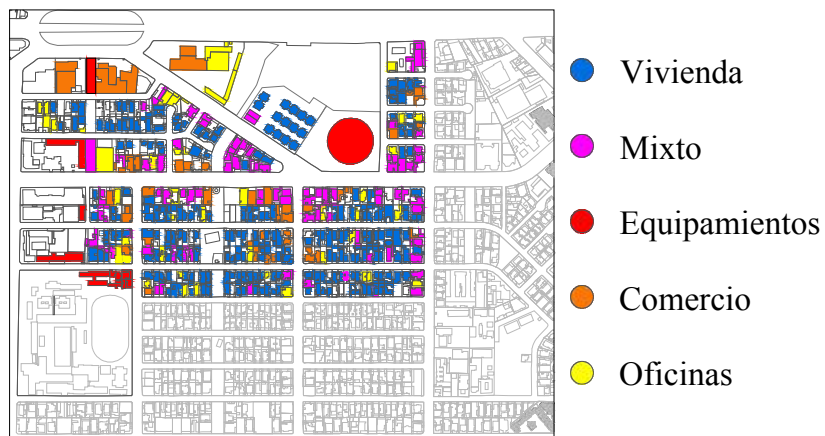 Vivienda
Mixto
Equipamientos
Comercio
Oficinas